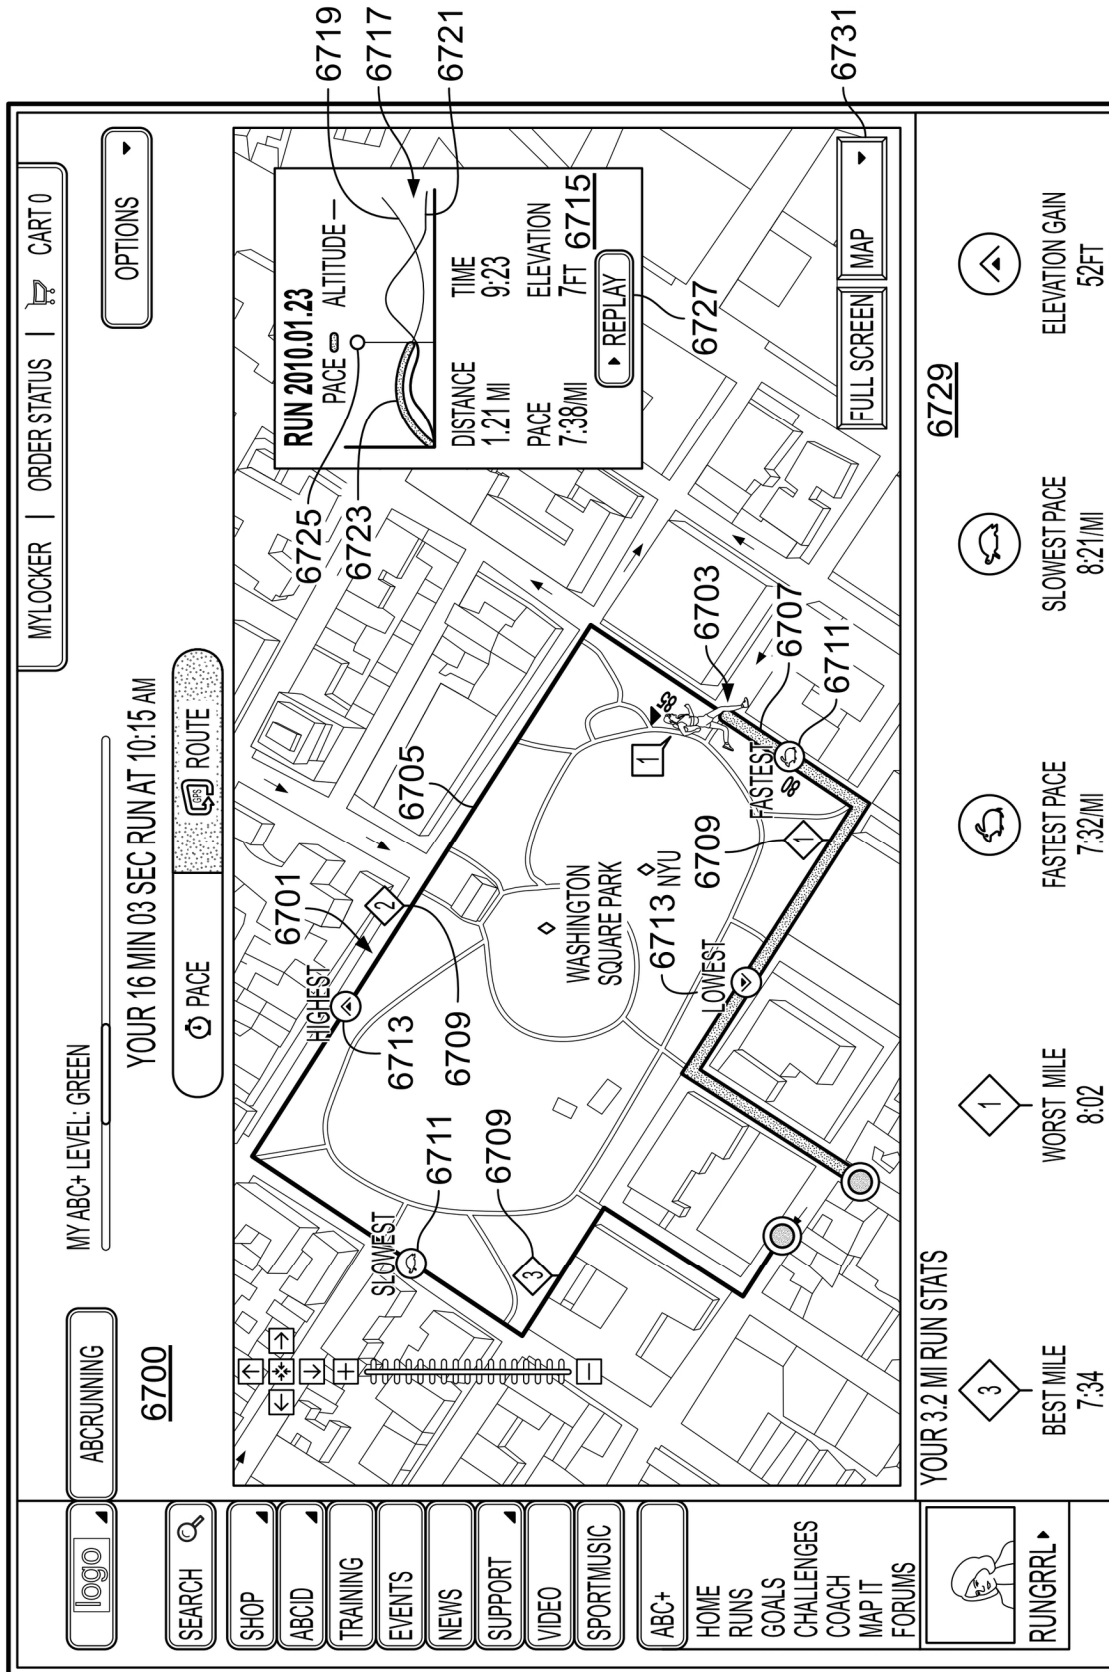 MYLOCKER | ORDER STATUS | CART 0
logo
ABCRUNNING
MY ABC+ LEVEL: GREEN
OPTIONS
6700
YOUR 16 MIN 03 SEC RUN AT 10:15 AM
PACE
GPS
ROUTE
SEARCH
SHOP
ABCID
TRAINING
EVENTS
NEWS
SUPPORT
VIDEO
SPORTMUSIC
ABC+
HOME
RUNS
GOALS
CHALLENGES
COACH
MAP IT
FORUMS
RUNGRRL
RUN 2010.01.23
PACE
ALTITUDE
DISTANCE
1.21 MI
TIME
9:23
PACE
7:38/MI
ELEVATION
7FT
6715
REPLAY
6719
6717
6721
6725
6723
6727
6731
6701
6705
HIGHEST
6713
2
6709
SLOWEST
6711
3
6709
WASHINGTON
SQUARE PARK
NYU
6713
LOWEST
6709
1
FASTEST
80
85
1
6703
6707
6711
FULL SCREEN
MAP
6729
YOUR 3.2 MI RUN STATS
3
BEST MILE
7:34
1
WORST MILE
8:02
FASTEST PACE
7:32/MI
SLOWEST PACE
8:21/MI
ELEVATION GAIN
52FT